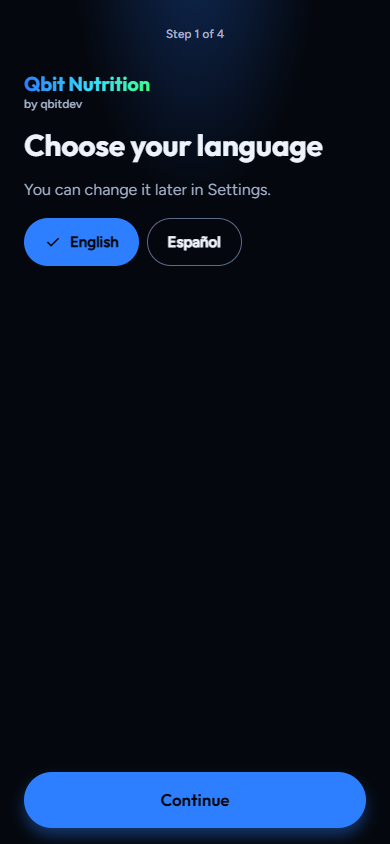 Step 1 of 4
Qbit Nutrition
by qbitdev
Choose your language
You can change it later in Settings.
English
Español
Continue